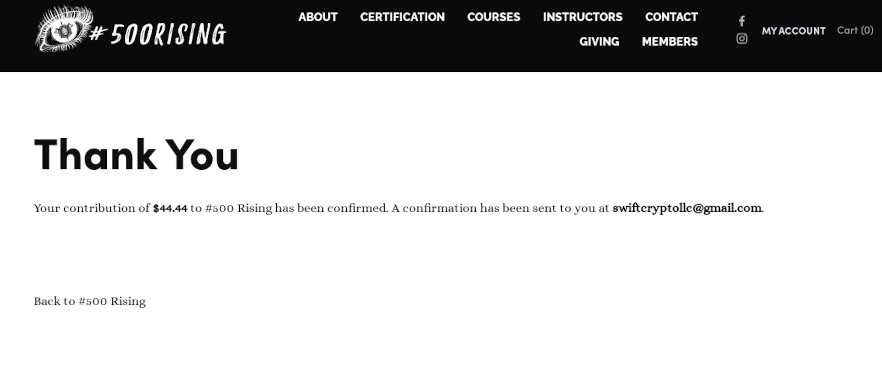 #500RISING
ABOUT CERTIFICATION COURSES INSTRUCTORS CONTACT
GIVING MEMBERS
MY ACCOUNT Cart (0)
Thank You
Your contribution of $44.44 to #500 Rising has been confirmed. A confirmation has been sent to you at swiftcryptollc@gmail.com.
Back to #500 Rising